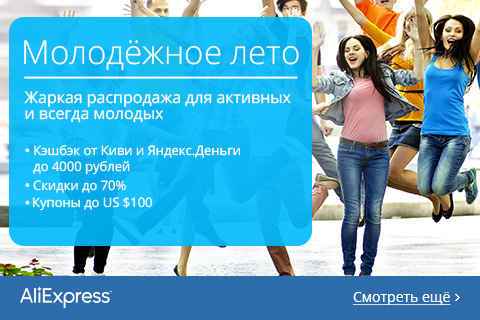 Молодёжное лето
Жаркая распродажа для активных
и всегда молодых
• Кэшбэк от Киви и Яндекс.Деньги
до 4000 рублей
• Скидки до 70%
• Купоны до US $100
AliExpress
Смотреть ещё ›